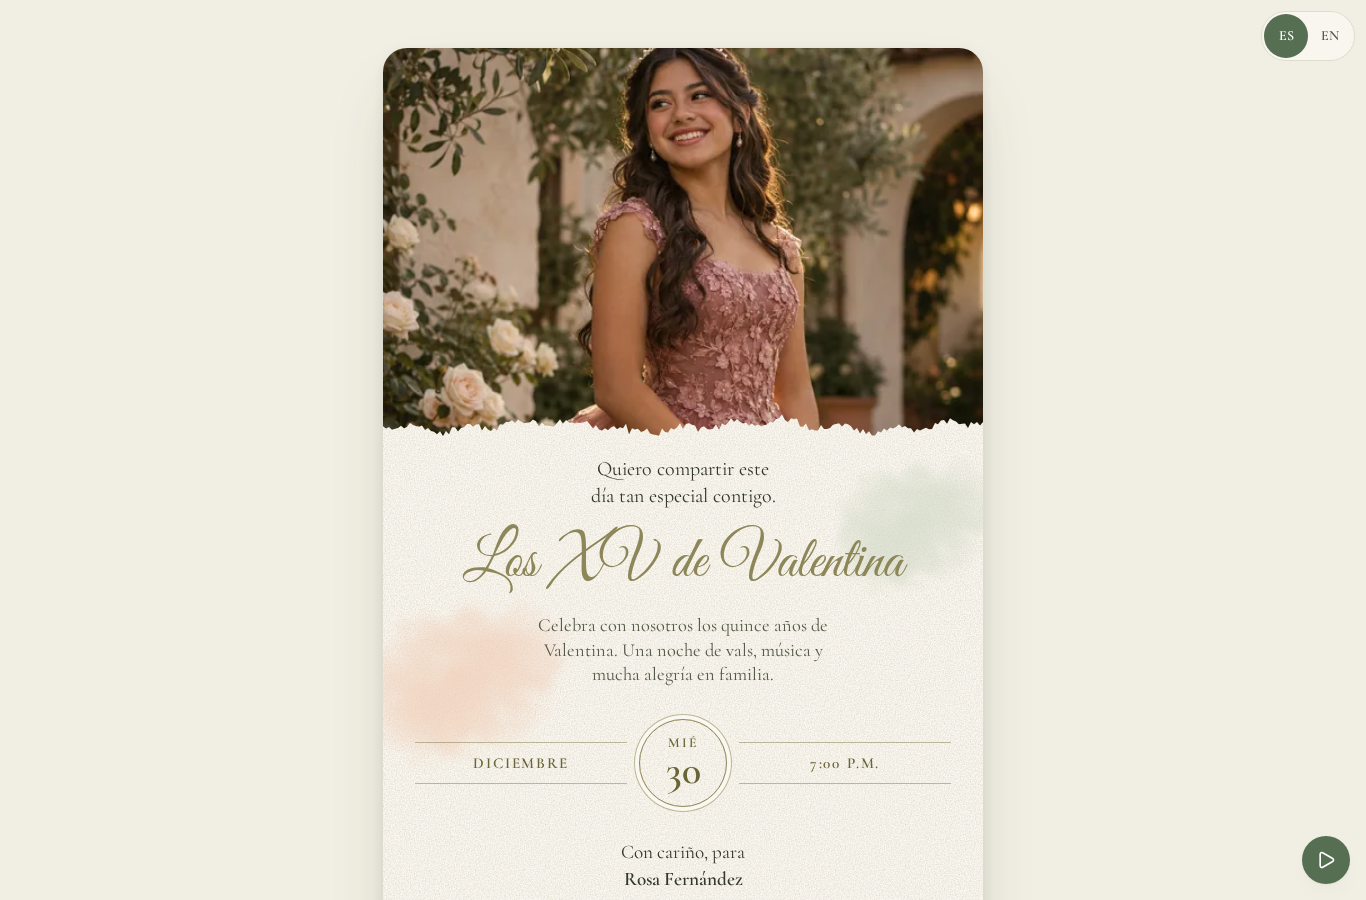 ES EN
Quiero compartir este
día tan especial contigo.
Los XV de Valentina
Celebra con nosotros los quince años de
Valentina. Una noche de vals, música y
mucha alegría en familia.
DICIEMBRE
MIÉ
30
7:00 P.M.
Con cariño, para
Rosa Fernández